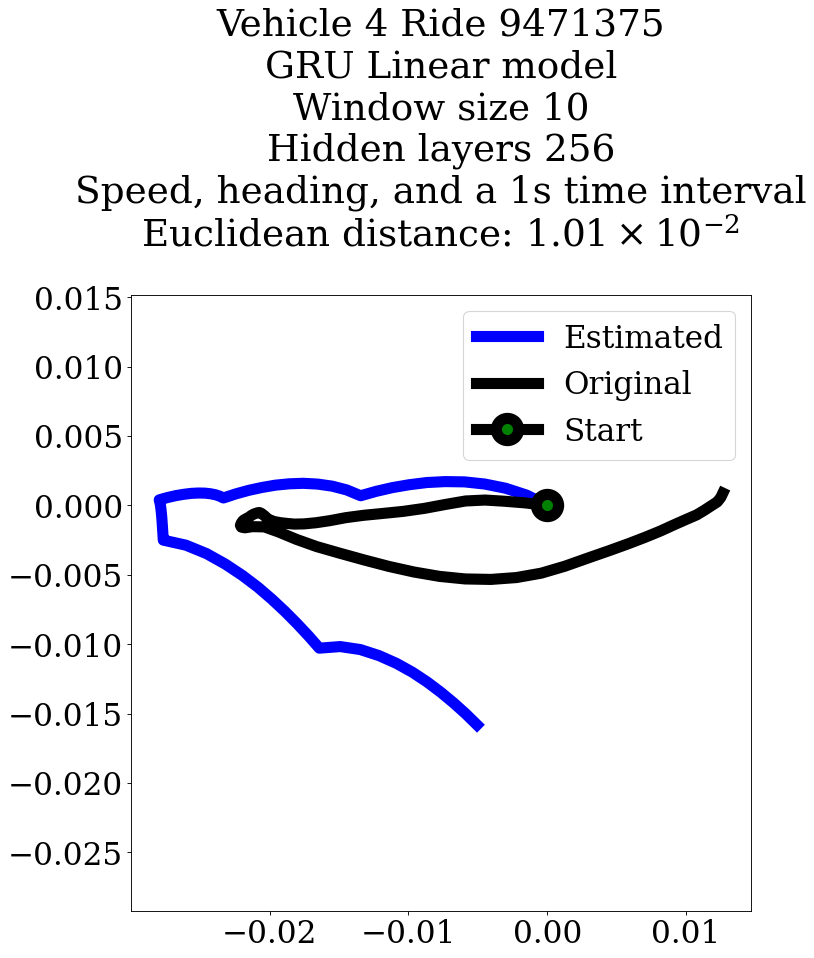 Vehicle 4 Ride 9471375
GRU Linear model
Window size 10
Hidden layers 256
Speed, heading, and a 1s time interval
Euclidean distance: 1.01 × 10⁻²
Estimated
Original
Start
0.015
0.010
0.005
0.000
−0.005
−0.010
−0.015
−0.020
−0.025
−0.02 −0.01 0.00 0.01